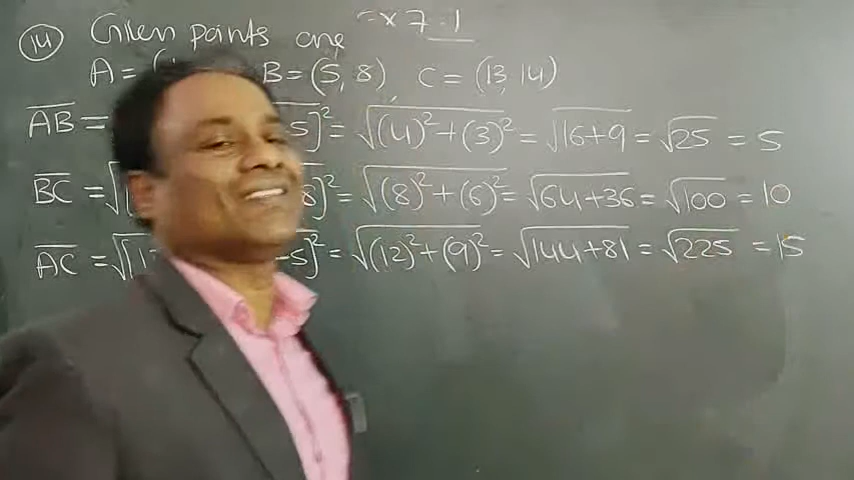 Ex 7.1
(14) Given points are
A = (1 B = (5, 8) C = (13, 14)
AB = -5]² = √(4)²+(3)² = √16+9 = √25 = 5
BC = √[ 8]² = √(8)²+(6)² = √64+36 = √100 = 10
AC = √[1 -5]² = √(12)²+(9)² = √144+81 = √225 = 15